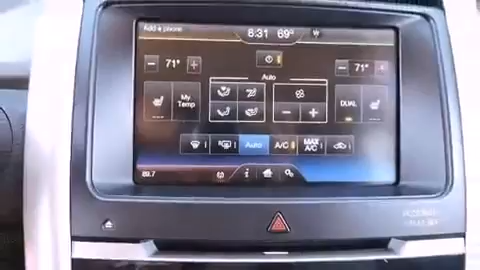 Add a phone
8:31 69°
71° 71°
Auto
My Temp
DUAL
Auto A/C MAX A/C
89.7